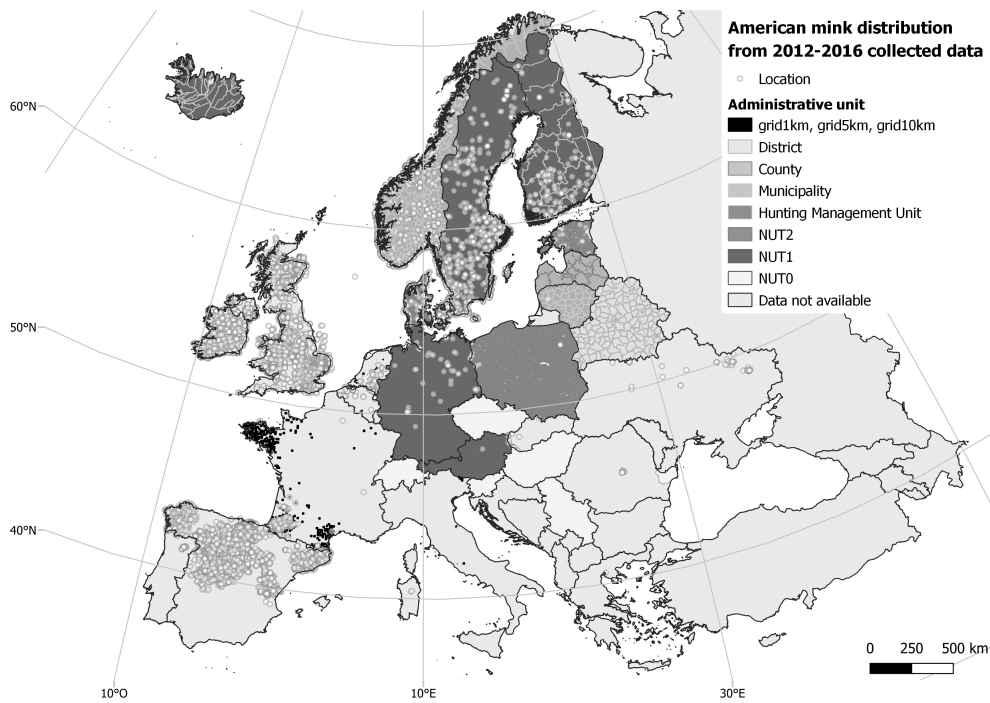 American mink distribution
from 2012-2016 collected data
Location
Administrative unit
grid1km, grid5km, grid10km
District
County
Municipality
Hunting Management Unit
NUT2
NUT1
NUT0
Data not available
60°N
50°N
40°N
0 250 500 km
10°O 10°E 30°E